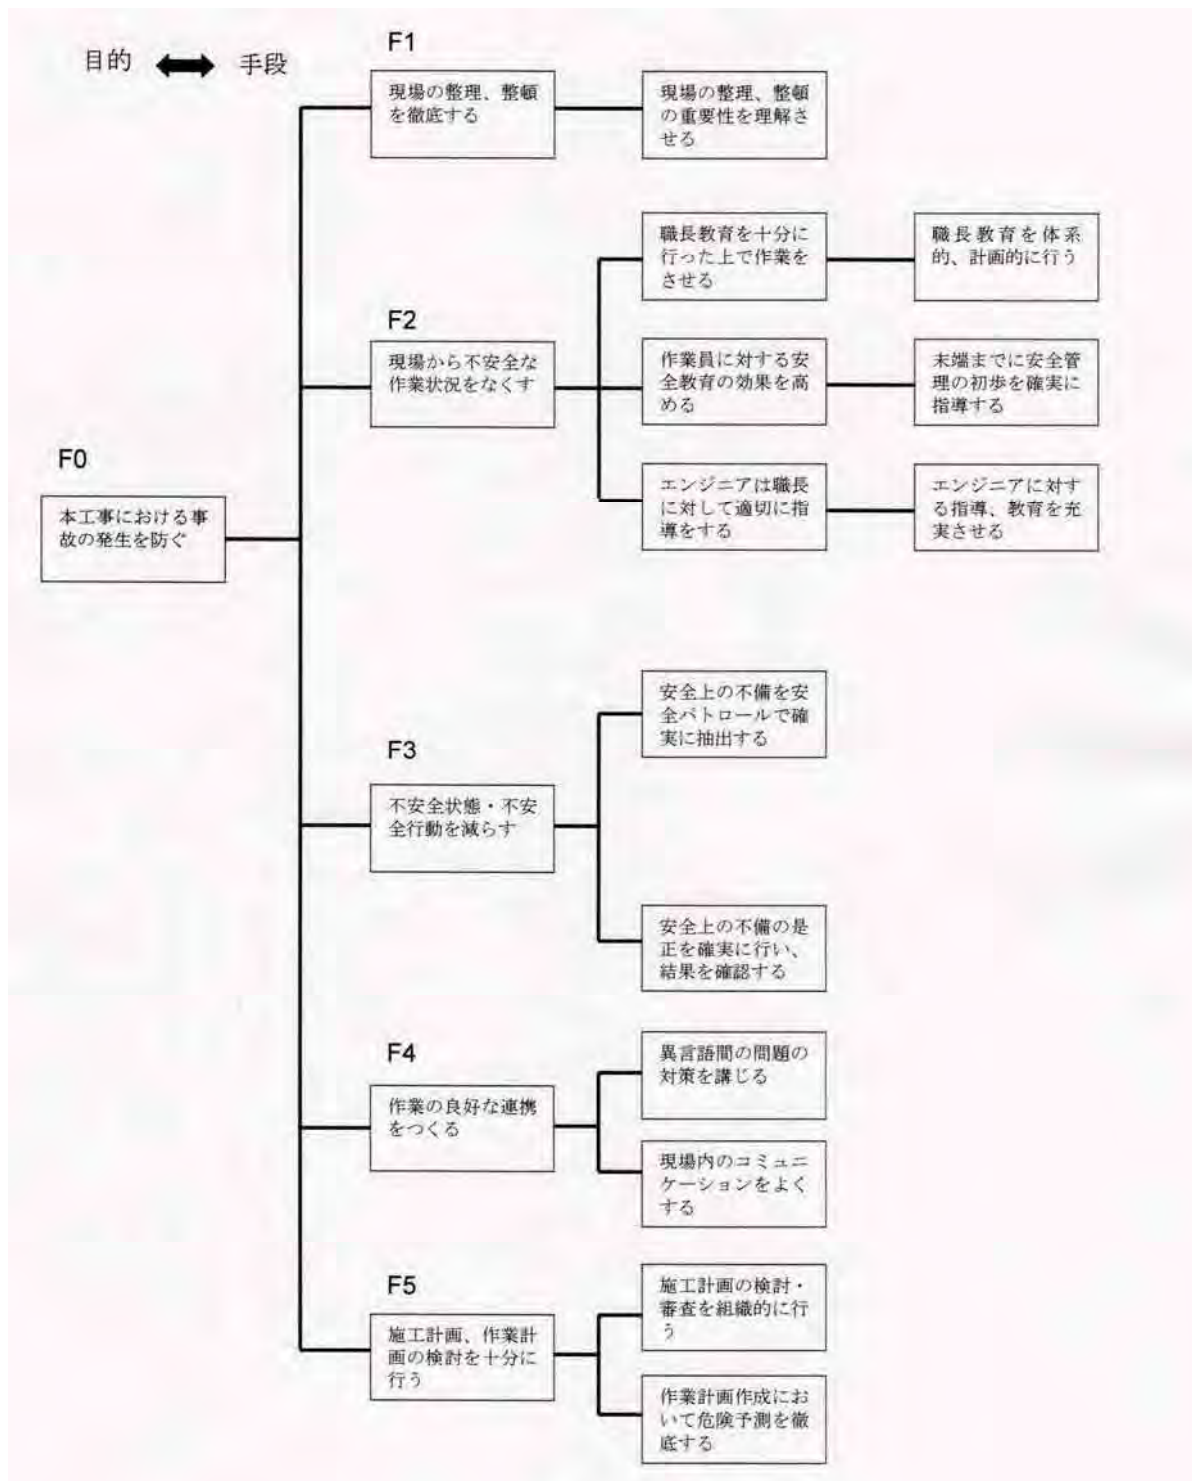 目的 ⟷ 手段
F1
現場の整理、整頓
を徹底する
現場の整理、整頓
の重要性を理解さ
せる
F2
現場から不安全な
作業状況をなくす
職長教育を十分に
行った上で作業を
させる
職長教育を体系
的、計画的に行う
作業員に対する安
全教育の効果を高
める
末端までに安全管
理の初歩を確実に
指導する
エンジニアは職長
に対して適切に指
導をする
エンジニアに対す
る指導、教育を充
実させる
F0
本工事における事
故の発生を防ぐ
F3
不安全状態・不安
全行動を減らす
安全上の不備を安
全パトロールで確
実に抽出する
安全上の不備の是
正を確実に行い、
結果を確認する
F4
作業の良好な連携
をつくる
異言語間の問題の
対策を講じる
現場内のコミュニ
ケーションをよく
する
F5
施工計画、作業計
画の検討を十分に
行う
施工計画の検討・
審査を組織的に行
う
作業計画作成にお
いて危険予測を徹
底する